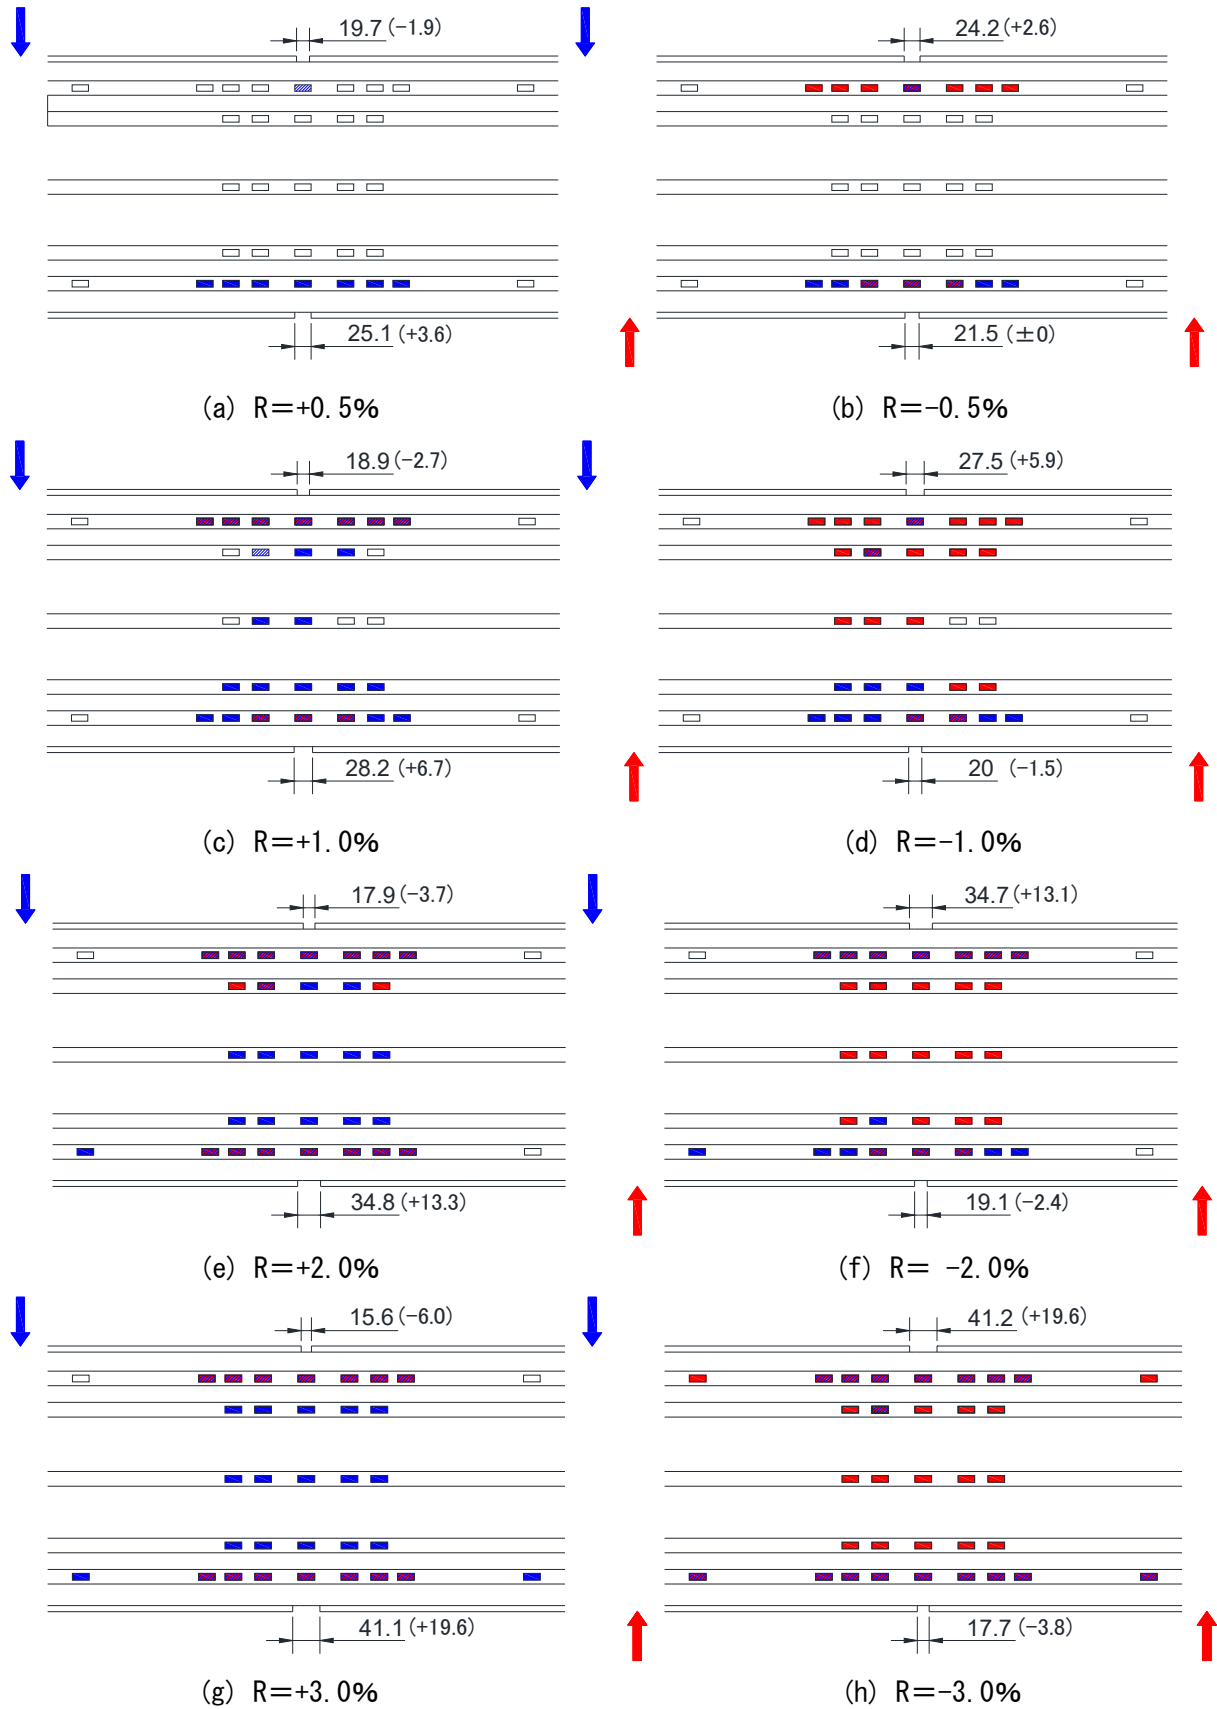 19.7(−1.9)
24.2(+2.6)
25.1(+3.6)
21.5(±0)
(a) R=+0.5%
(b) R=-0.5%
18.9(−2.7)
27.5(+5.9)
28.2(+6.7)
20 (−1.5)
(c) R=+1.0%
(d) R=-1.0%
17.9(−3.7)
34.7(+13.1)
34.8(+13.3)
19.1(−2.4)
(e) R=+2.0%
(f) R= -2.0%
15.6(−6.0)
41.2(+19.6)
41.1(+19.6)
17.7(−3.8)
(g) R=+3.0%
(h) R=-3.0%